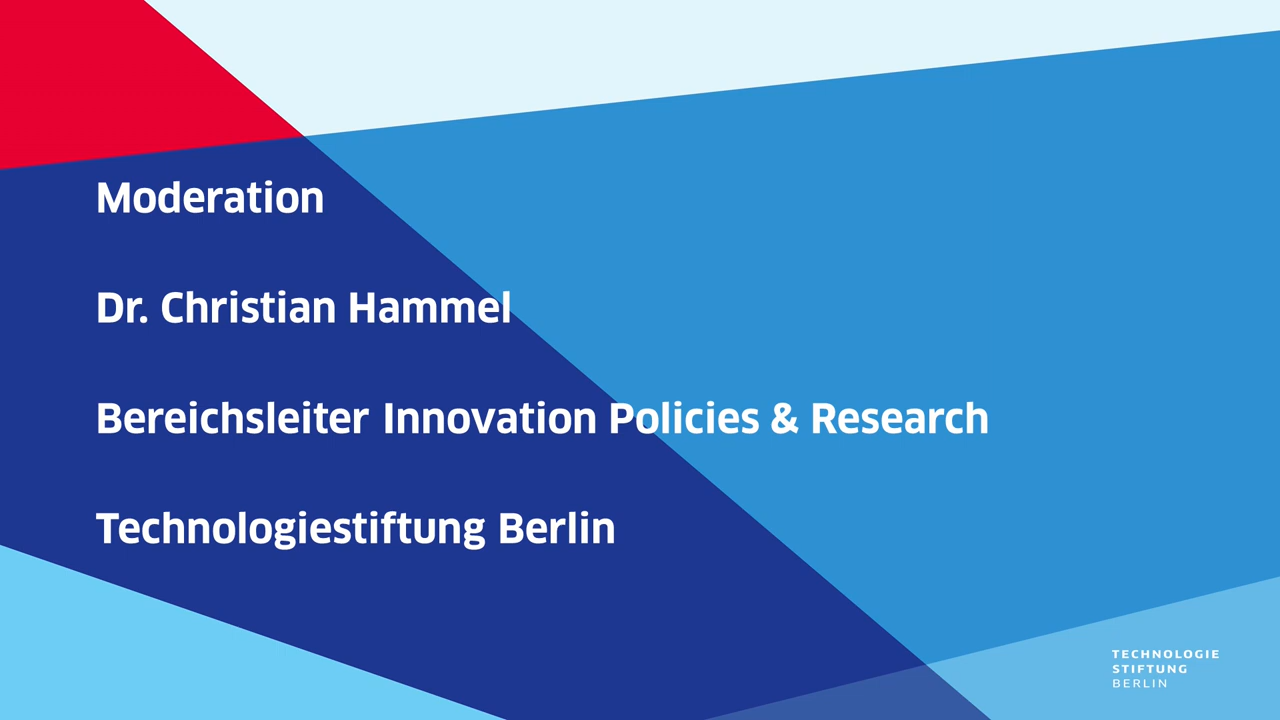 Moderation
Dr. Christian Hammel
Bereichsleiter Innovation Policies & Research
Technologiestiftung Berlin
TECHNOLOGIE
STIFTUNG
BERLIN